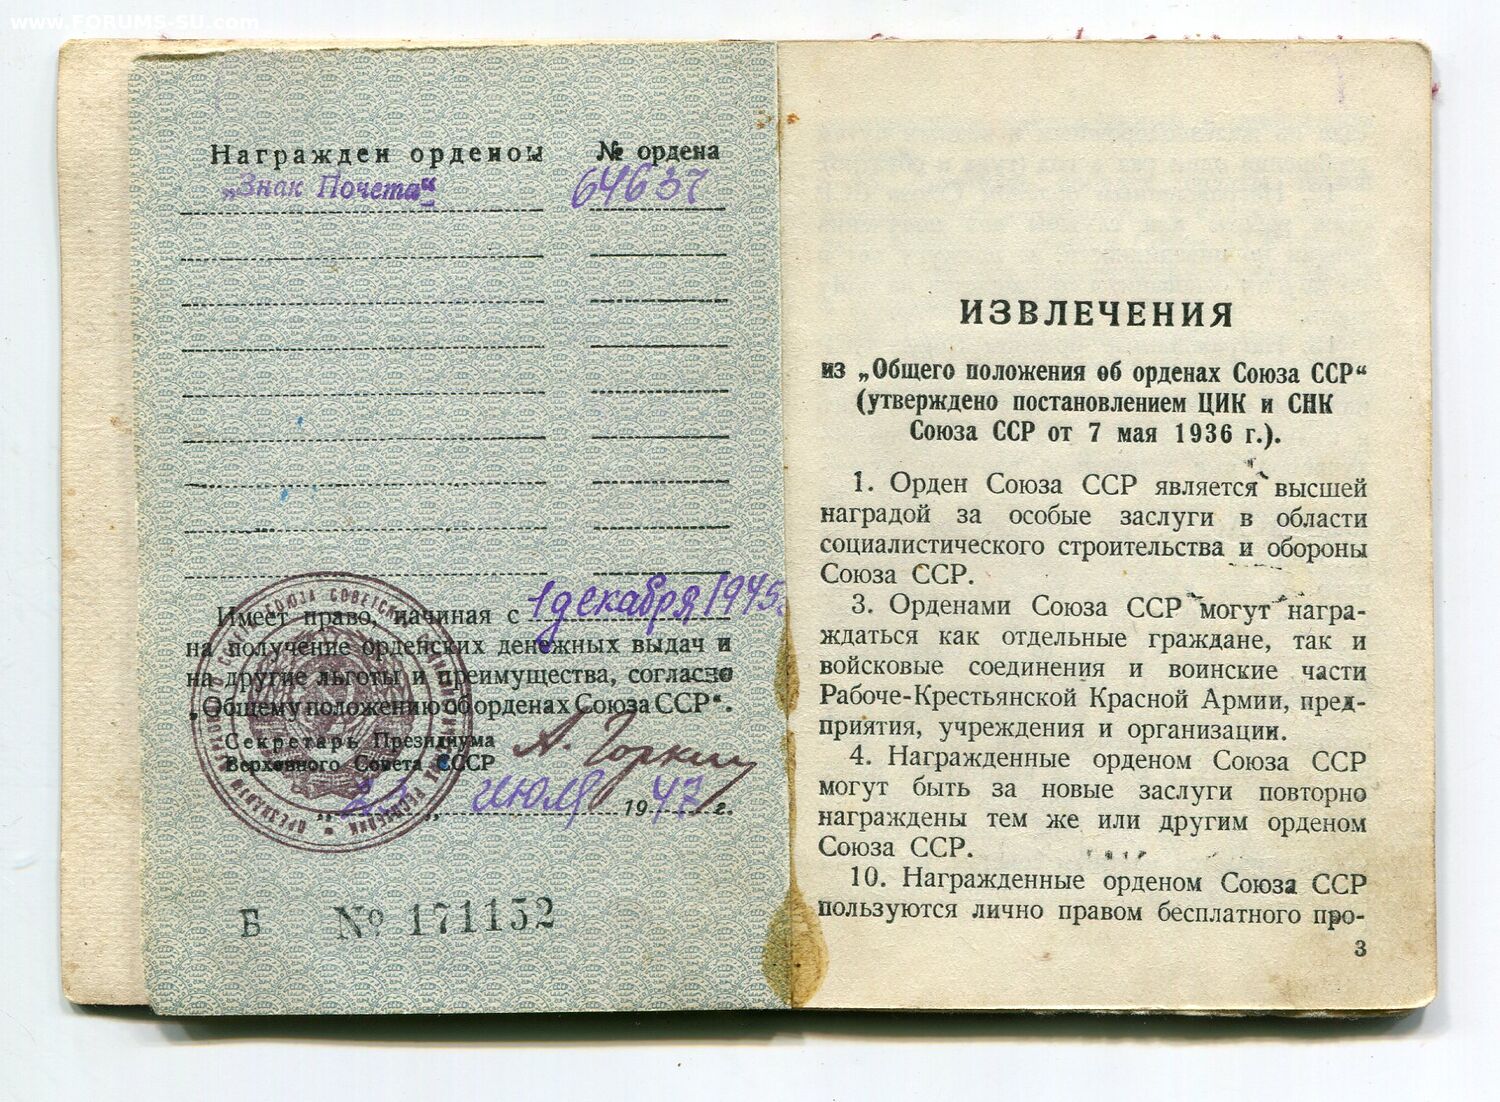 www.FORUMS-SU.com
Награжден орденом № ордена
„Знак Почета“ 64637
Имеет право, начиная с 1 декабря 1945г.
на получение орденских денежных выдач и
на другие льготы и преимущества, согласно
„Общему положению об орденах Союза ССР“.
Секретарь Президиума
Верховного Совета СССР А. Горкин
июля 1947 г.
Б № 171152
ИЗВЛЕЧЕНИЯ
из „Общего положения об орденах Союза ССР“
(утверждено постановлением ЦИК и СНК
Союза ССР от 7 мая 1936 г.).
1. Орден Союза ССР является высшей
наградой за особые заслуги в области
социалистического строительства и обороны
Союза ССР.
3. Орденами Союза ССР могут награ-
ждаться как отдельные граждане, так и
войсковые соединения и воинские части
Рабоче-Крестьянской Красной Армии, пред-
приятия, учреждения и организации.
4. Награжденные орденом Союза ССР
могут быть за новые заслуги повторно
награждены тем же или другим орденом
Союза ССР.
10. Награжденные орденом Союза ССР
пользуются лично правом бесплатного про-
3